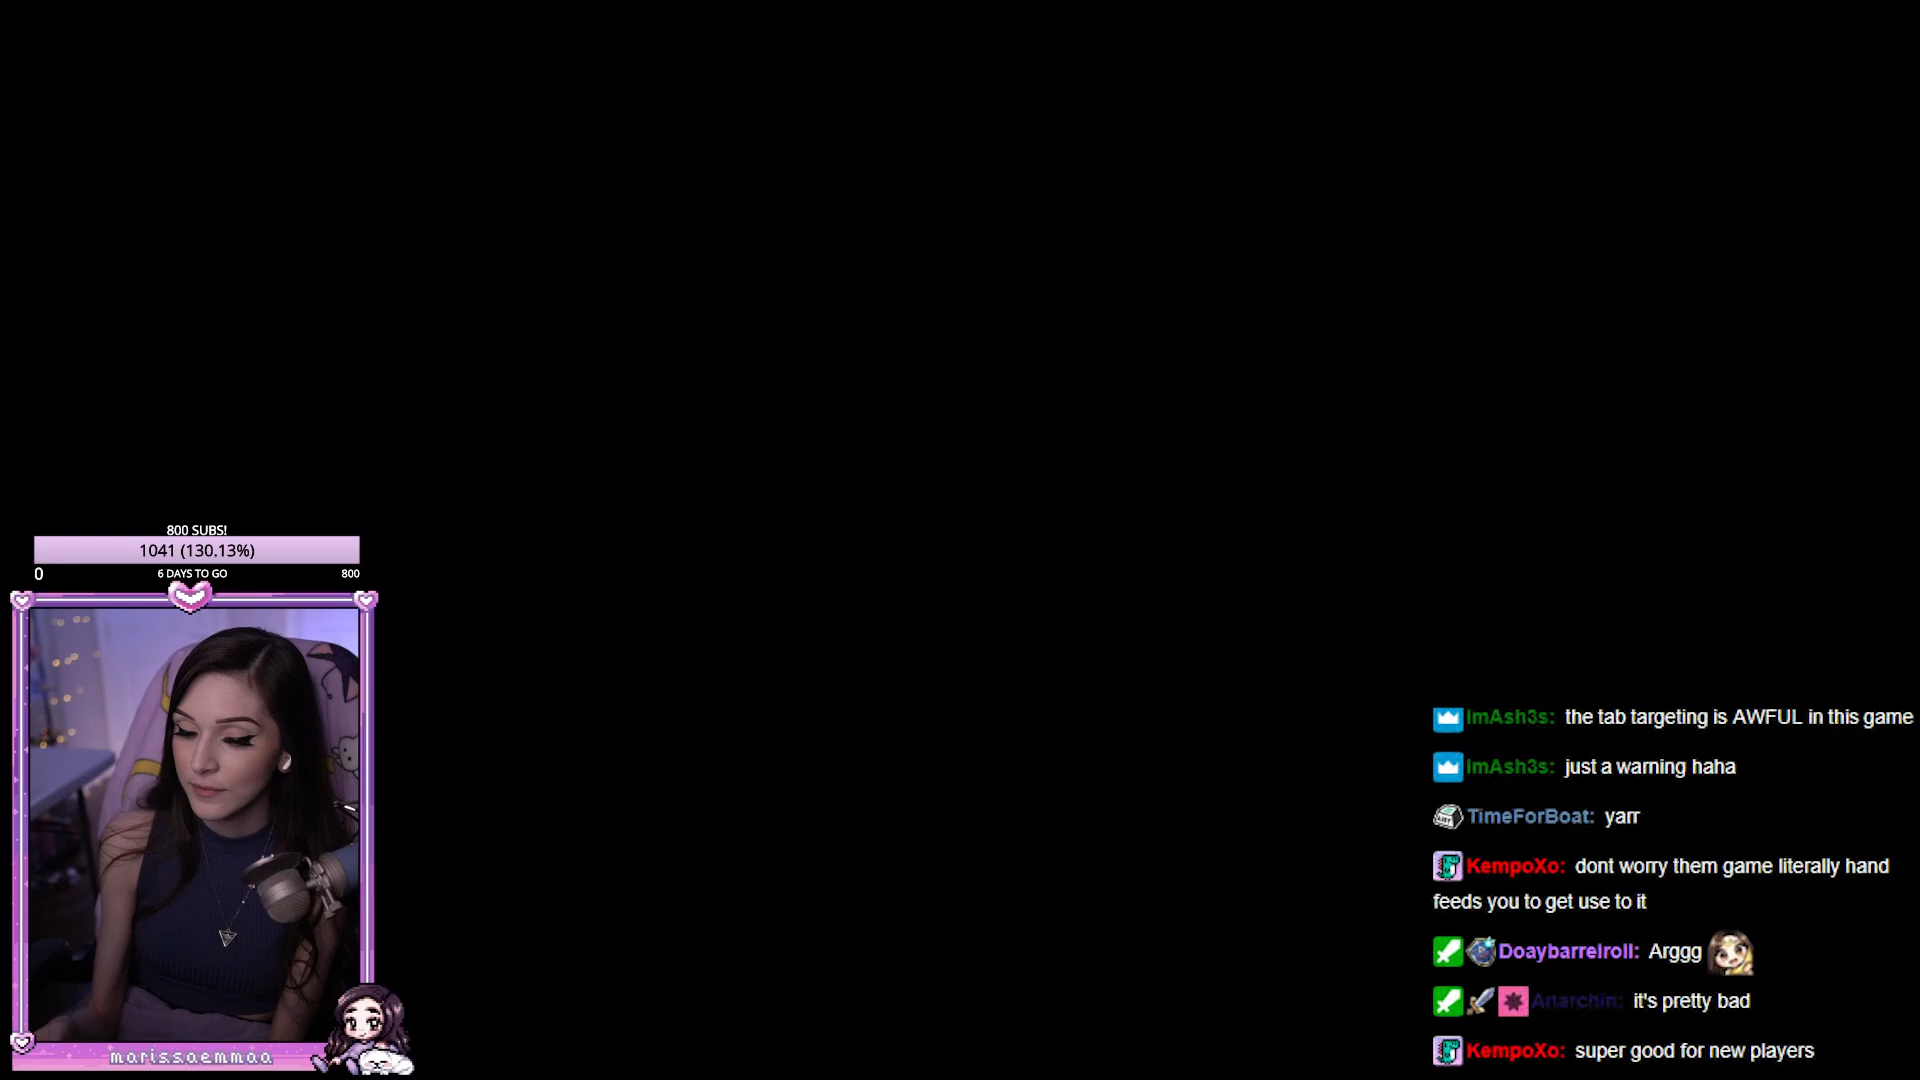 800 SUBS!
1041 (130.13%)
0 6 DAYS TO GO 800
marissaemmaa
ImAsh3s: the tab targeting is AWFUL in this game
ImAsh3s: just a warning haha
TimeForBoat: yarr
KempoXo: dont worry them game literally hand
feeds you to get use to it
Doaybarrelroll: Arggg
Anarchin: it's pretty bad
KempoXo: super good for new players